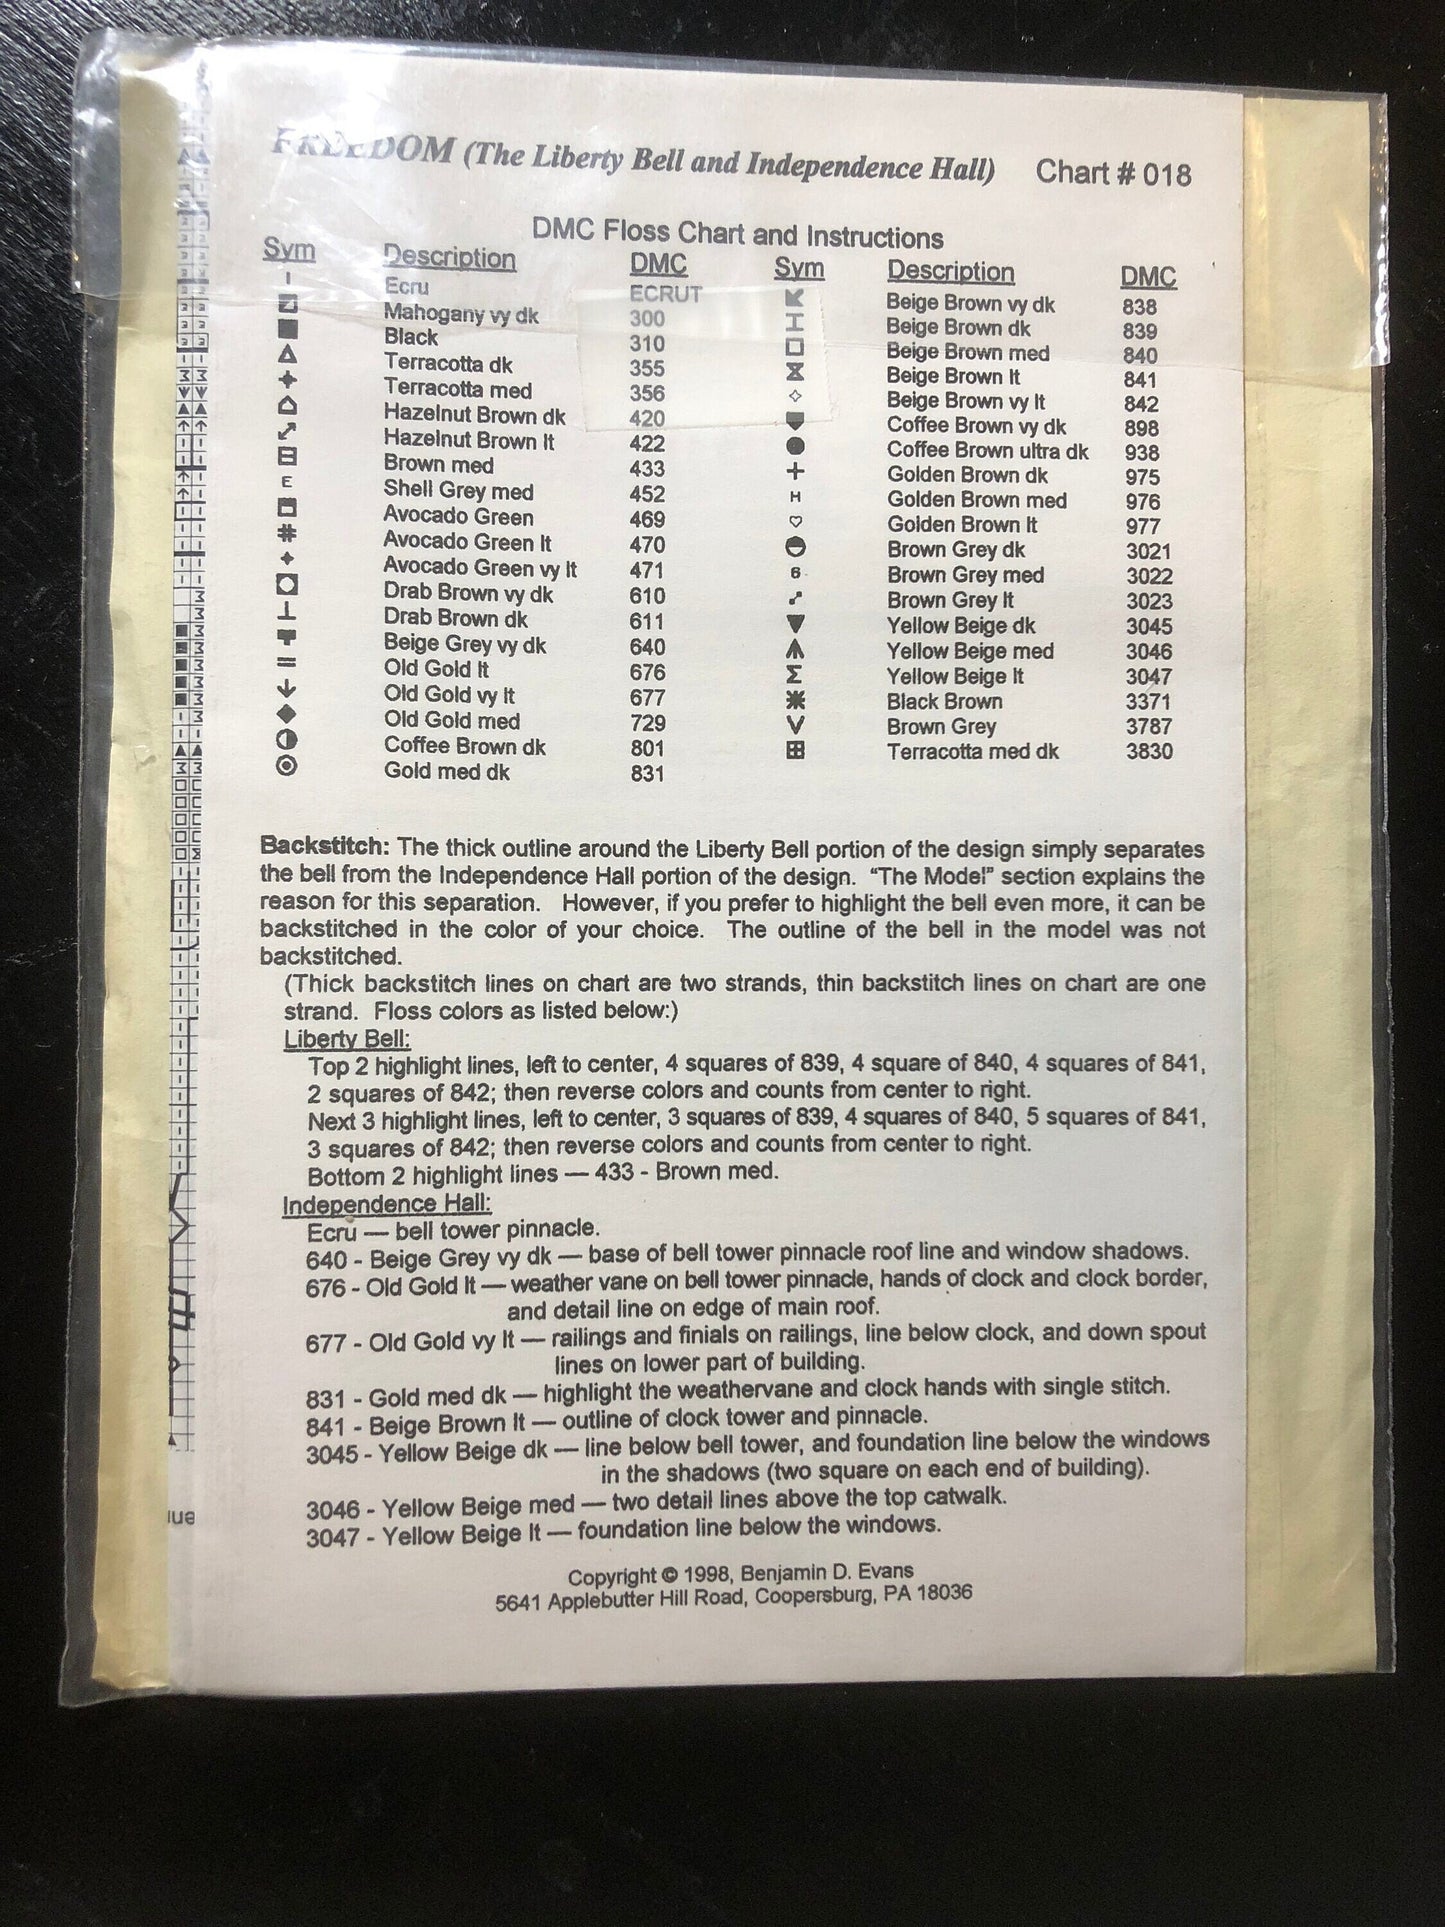 FREEDOM (The Liberty Bell and Independence Hall) Chart # 018
DMC Floss Chart and Instructions
Sym Description DMC Sym Description DMC
Ecru ECRUT Beige Brown vy dk 838
Mahogany vy dk 300 Beige Brown dk 839
Black 310 Beige Brown med 840
Terracotta dk 355 Beige Brown lt 841
Terracotta med 356 Beige Brown vy lt 842
Hazelnut Brown dk 420 Coffee Brown vy dk 898
Hazelnut Brown lt 422 Coffee Brown ultra dk 938
Brown med 433 Golden Brown dk 975
E Shell Grey med 452 H Golden Brown med 976
Avocado Green 469 Golden Brown lt 977
# Avocado Green lt 470 Brown Grey dk 3021
Avocado Green vy lt 471 6 Brown Grey med 3022
Drab Brown vy dk 610 Brown Grey lt 3023
Drab Brown dk 611 Yellow Beige dk 3045
Beige Grey vy dk 640 Yellow Beige med 3046
= Old Gold lt 676 Σ Yellow Beige lt 3047
Old Gold vy lt 677 Black Brown 3371
Old Gold med 729 V Brown Grey 3787
Coffee Brown dk 801 Terracotta med dk 3830
Gold med dk 831
Backstitch: The thick outline around the Liberty Bell portion of the design simply separates
the bell from the Independence Hall portion of the design. “The Model” section explains the
reason for this separation. However, if you prefer to highlight the bell even more, it can be
backstitched in the color of your choice. The outline of the bell in the model was not
backstitched.
(Thick backstitch lines on chart are two strands, thin backstitch lines on chart are one
strand. Floss colors as listed below:)
Liberty Bell:
Top 2 highlight lines, left to center, 4 squares of 839, 4 square of 840, 4 squares of 841,
2 squares of 842; then reverse colors and counts from center to right.
Next 3 highlight lines, left to center, 3 squares of 839, 4 squares of 840, 5 squares of 841,
3 squares of 842; then reverse colors and counts from center to right.
Bottom 2 highlight lines — 433 - Brown med.
Independence Hall:
Ecru — bell tower pinnacle.
640 - Beige Grey vy dk — base of bell tower pinnacle roof line and window shadows.
676 - Old Gold lt — weather vane on bell tower pinnacle, hands of clock and clock border,
and detail line on edge of main roof.
677 - Old Gold vy lt — railings and finials on railings, line below clock, and down spout
lines on lower part of building.
831 - Gold med dk — highlight the weathervane and clock hands with single stitch.
841 - Beige Brown lt — outline of clock tower and pinnacle.
3045 - Yellow Beige dk — line below bell tower, and foundation line below the windows
in the shadows (two square on each end of building).
3046 - Yellow Beige med — two detail lines above the top catwalk.
3047 - Yellow Beige lt — foundation line below the windows.
Copyright © 1998, Benjamin D. Evans
5641 Applebutter Hill Road, Coopersburg, PA 18036